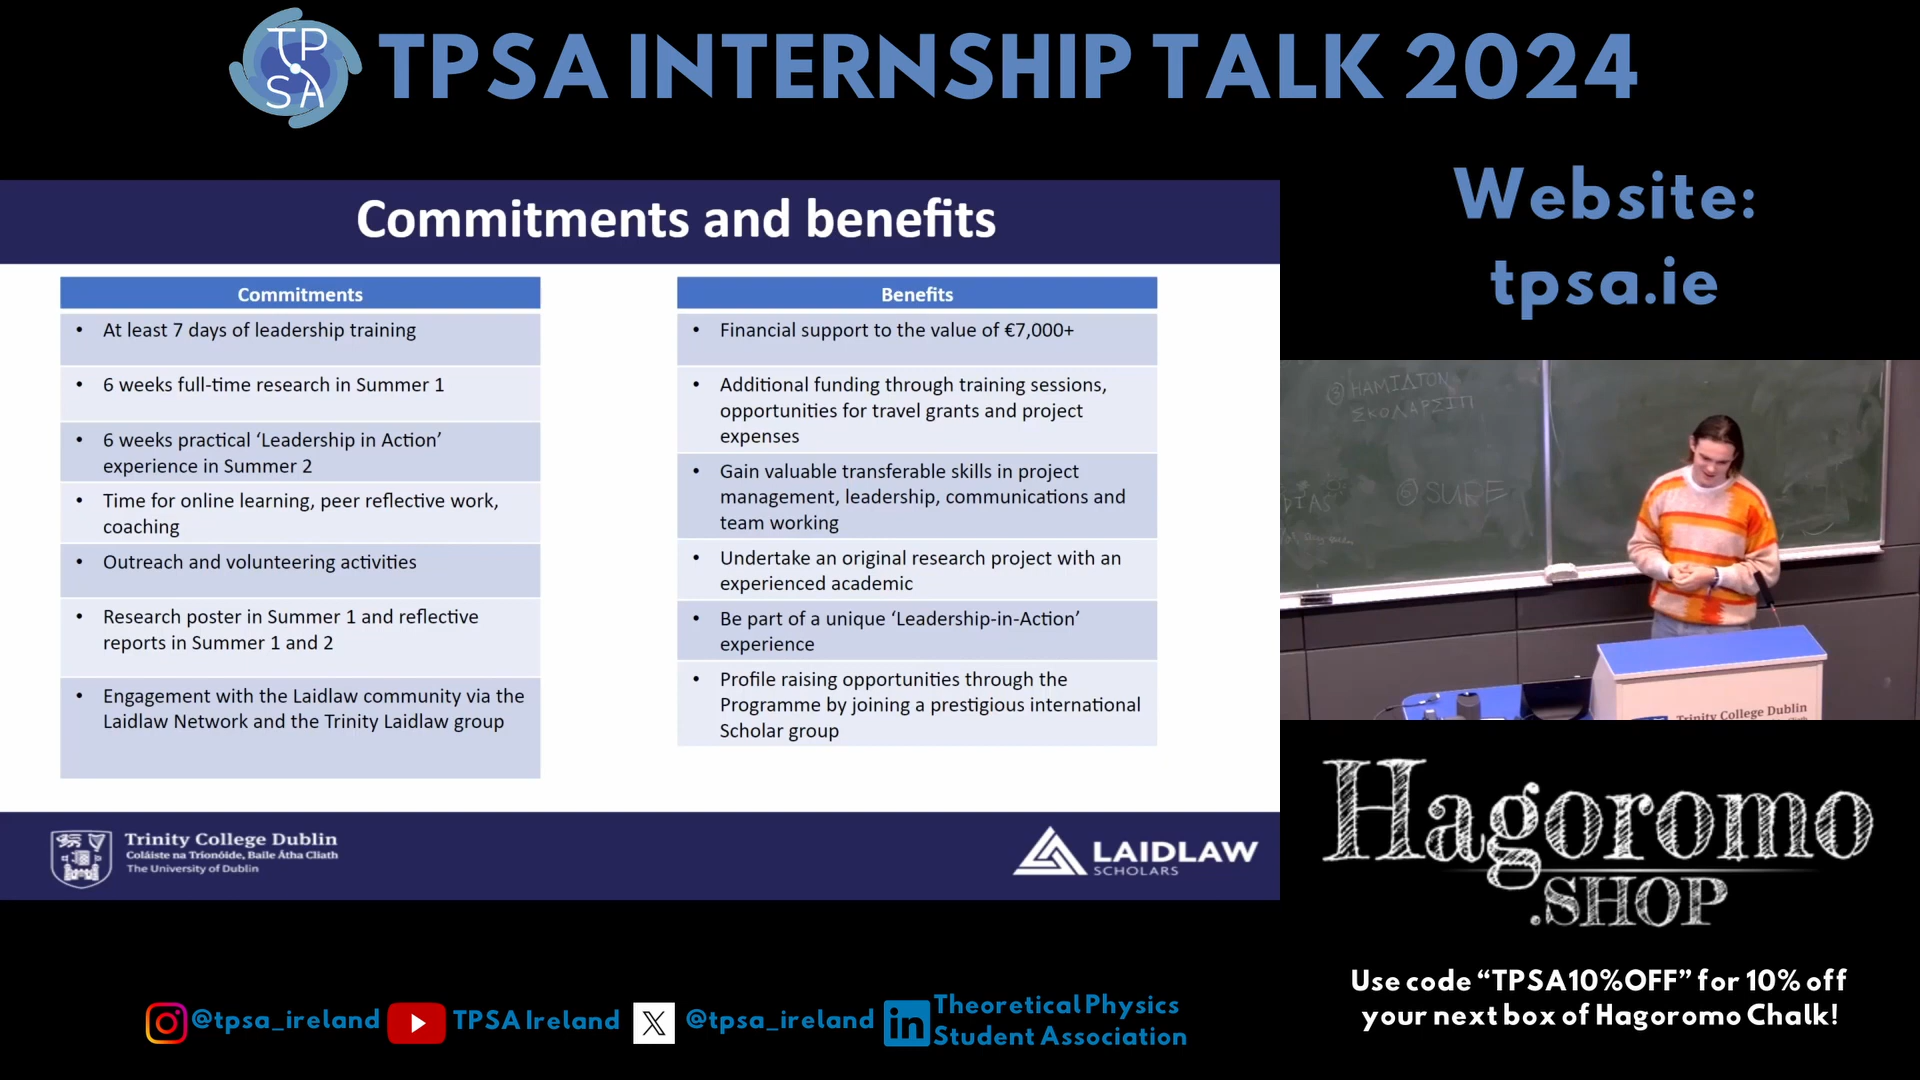 TP
SA
TPSA INTERNSHIP TALK 2024
Commitments and benefits
Commitments
• At least 7 days of leadership training
• 6 weeks full-time research in Summer 1
• 6 weeks practical ‘Leadership in Action’
experience in Summer 2
• Time for online learning, peer reflective work,
coaching
• Outreach and volunteering activities
• Research poster in Summer 1 and reflective
reports in Summer 1 and 2
• Engagement with the Laidlaw community via the
Laidlaw Network and the Trinity Laidlaw group
Benefits
• Financial support to the value of €7,000+
• Additional funding through training sessions,
opportunities for travel grants and project
expenses
• Gain valuable transferable skills in project
management, leadership, communications and
team working
• Undertake an original research project with an
experienced academic
• Be part of a unique ‘Leadership-in-Action’
experience
• Profile raising opportunities through the
Programme by joining a prestigious international
Scholar group
Trinity College Dublin
Coláiste na Tríonóide, Baile Átha Cliath
The University of Dublin
LAIDLAW
SCHOLARS
Website:
tpsa.ie
③ ΗΑΜΙΛΤΟΝ
ΣΚΟΛΑΡΣΙΠ
SURE
Trinity College Dublin
Hagoromo
.SHOP
Use code “TPSA10%OFF” for 10% off
your next box of Hagoromo Chalk!
@tpsa_ireland
TPSA Ireland
X
@tpsa_ireland
in
Theoretical Physics
Student Association